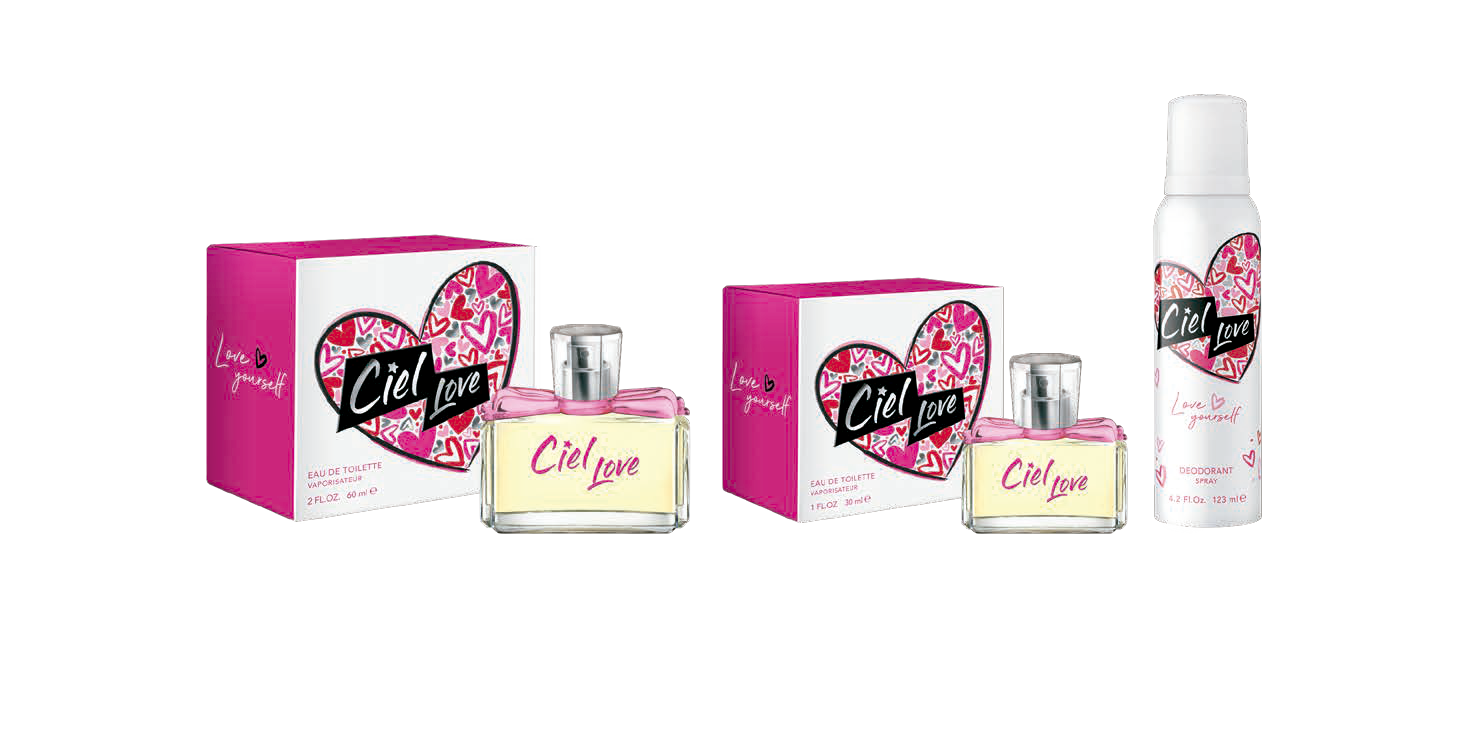 Love
yourself
Ciel
Love
EAU DE TOILETTE
VAPORISATEUR
2 FL.OZ. 60 ml ℮
Ciel
Love
Love
yourself
Ciel
Love
EAU DE TOILETTE
VAPORISATEUR
1 FL.OZ 30 ml ℮
Ciel
Love
Ciel
Love
Love
yourself
DEODORANT
SPRAY
4.2 Fl.Oz. 123 ml ℮